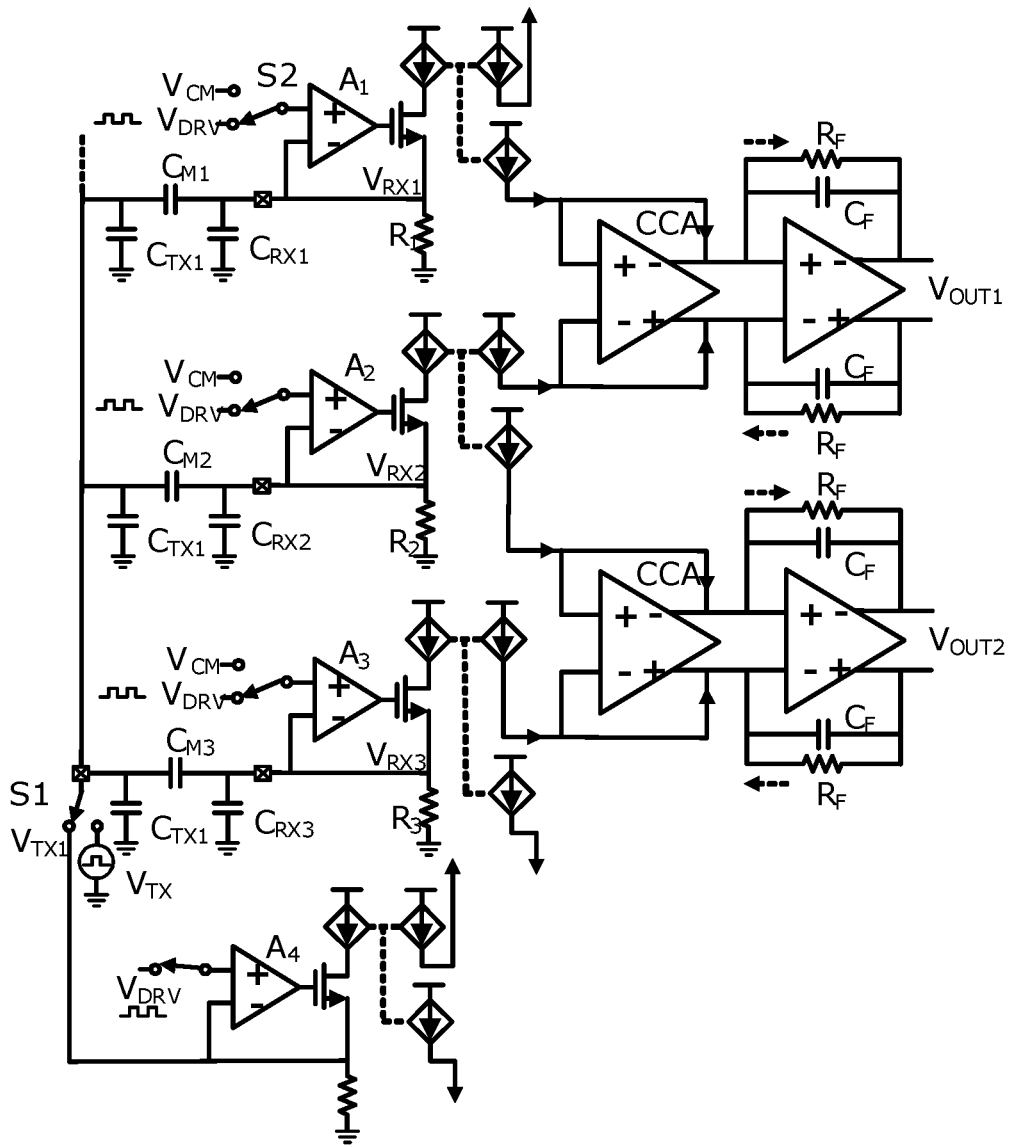 V_CM
S2
A_1
V_DRV
+
-
C_M1
V_RX1
R_1
C_TX1
C_RX1
CCA
+ -
- +
R_F
C_F
+ -
- +
C_F
R_F
V_OUT1
V_CM
A_2
V_DRV
+
-
C_M2
V_RX2
R_2
C_TX1
C_RX2
CCA
+ -
- +
R_F
C_F
+ -
- +
C_F
R_F
V_OUT2
V_CM
A_3
V_DRV
+
-
C_M3
V_RX3
R_3
S1
C_TX1
C_RX3
V_TX1
V_TX
A_4
V_DRV
+
-